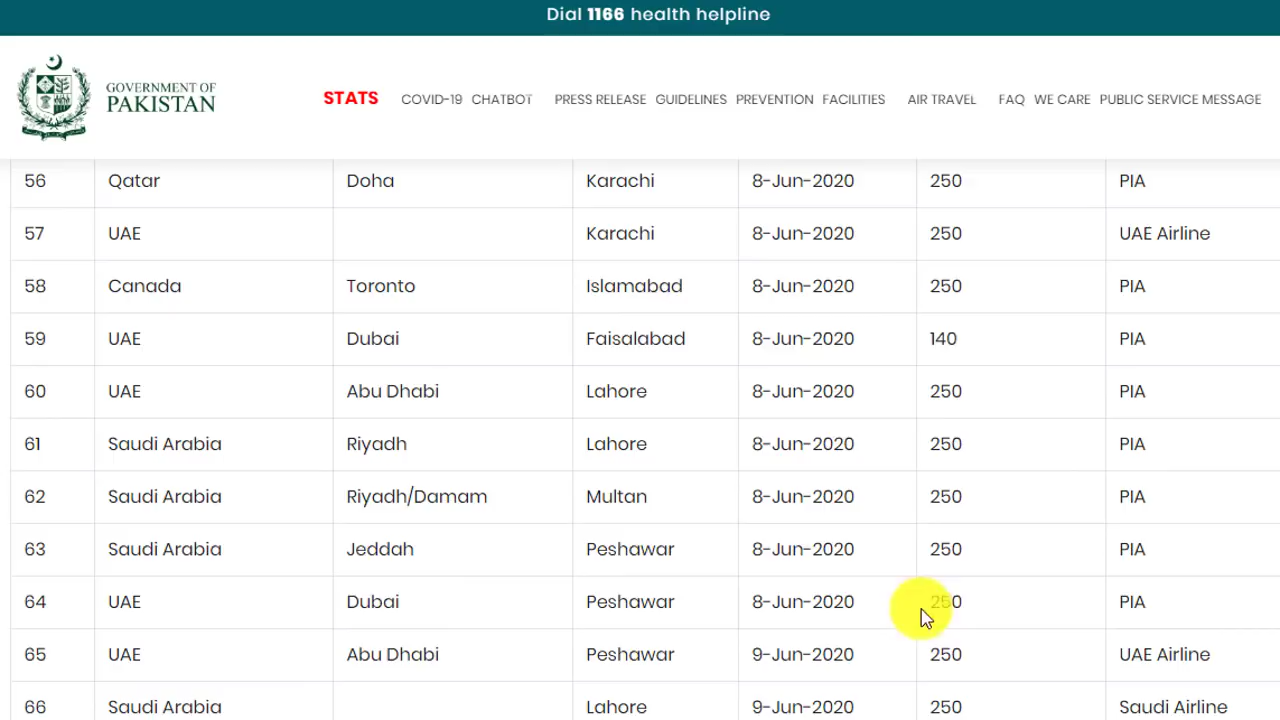 Dial 1166 health helpline
GOVERNMENT OF
PAKISTAN
STATS COVID-19 CHATBOT PRESS RELEASE GUIDELINES PREVENTION FACILITIES AIR TRAVEL FAQ WE CARE PUBLIC SERVICE MESSAGE
56 Qatar Doha Karachi 8-Jun-2020 250 PIA
57 UAE Karachi 8-Jun-2020 250 UAE Airline
58 Canada Toronto Islamabad 8-Jun-2020 250 PIA
59 UAE Dubai Faisalabad 8-Jun-2020 140 PIA
60 UAE Abu Dhabi Lahore 8-Jun-2020 250 PIA
61 Saudi Arabia Riyadh Lahore 8-Jun-2020 250 PIA
62 Saudi Arabia Riyadh/Damam Multan 8-Jun-2020 250 PIA
63 Saudi Arabia Jeddah Peshawar 8-Jun-2020 250 PIA
64 UAE Dubai Peshawar 8-Jun-2020 250 PIA
65 UAE Abu Dhabi Peshawar 9-Jun-2020 250 UAE Airline
66 Saudi Arabia Lahore 9-Jun-2020 250 Saudi Airline